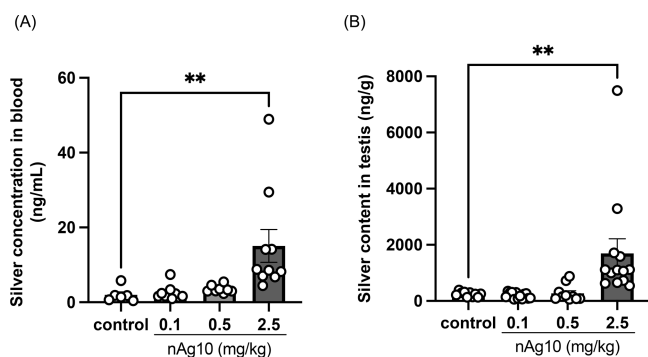 (A)
**
Silver concentration in blood
(ng/mL)
60
40
20
0
control
0.1
0.5
2.5
nAg10 (mg/kg)
(B)
**
Silver content in testis (ng/g)
8000
6000
4000
2000
0
control
0.1
0.5
2.5
nAg10 (mg/kg)